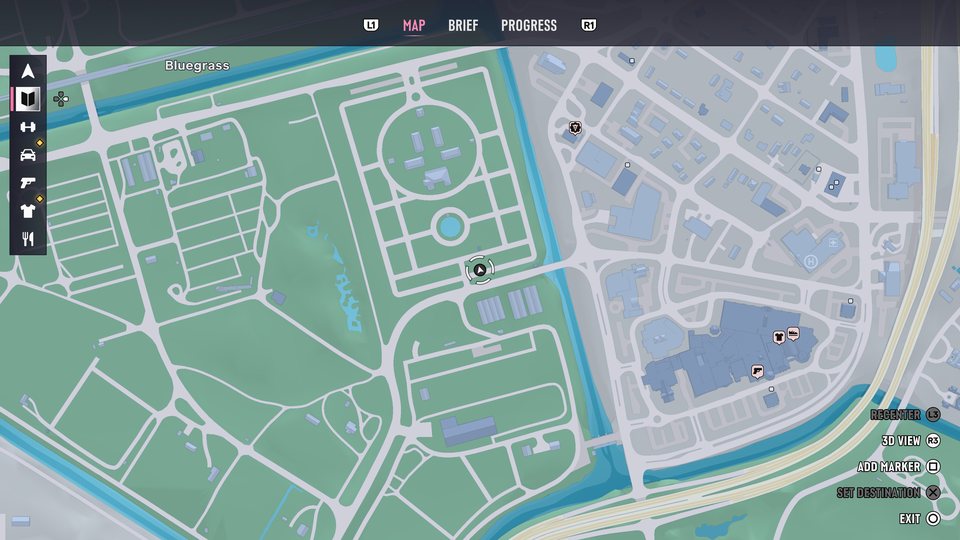 L1 MAP BRIEF PROGRESS R1
Bluegrass
H
RECENTER L3
3D VIEW R3
ADD MARKER
SET DESTINATION
EXIT